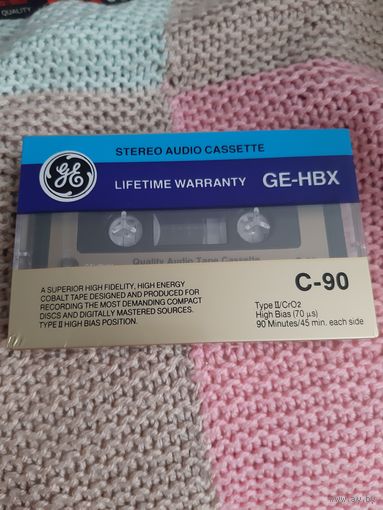 QUALITY
STEREO AUDIO CASSETTE
GE
LIFETIME WARRANTY GE-HBX
Quality Audio Tape Cassette
C-90
A SUPERIOR HIGH FIDELITY, HIGH ENERGY
COBALT TAPE DESIGNED AND PRODUCED FOR
RECORDING THE MOST DEMANDING COMPACT
DISCS AND DIGITALLY MASTERED SOURCES.
TYPE II HIGH BIAS POSITION.
Type II/CrO2
High Bias (70 µs)
90 Minutes/45 min. each side